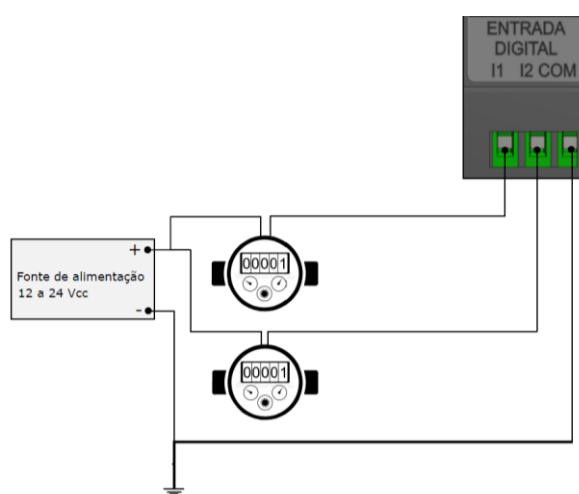 ENTRADA
DIGITAL
I1 I2 COM
+
Fonte de alimentação
12 a 24 Vcc
-
00001
00001